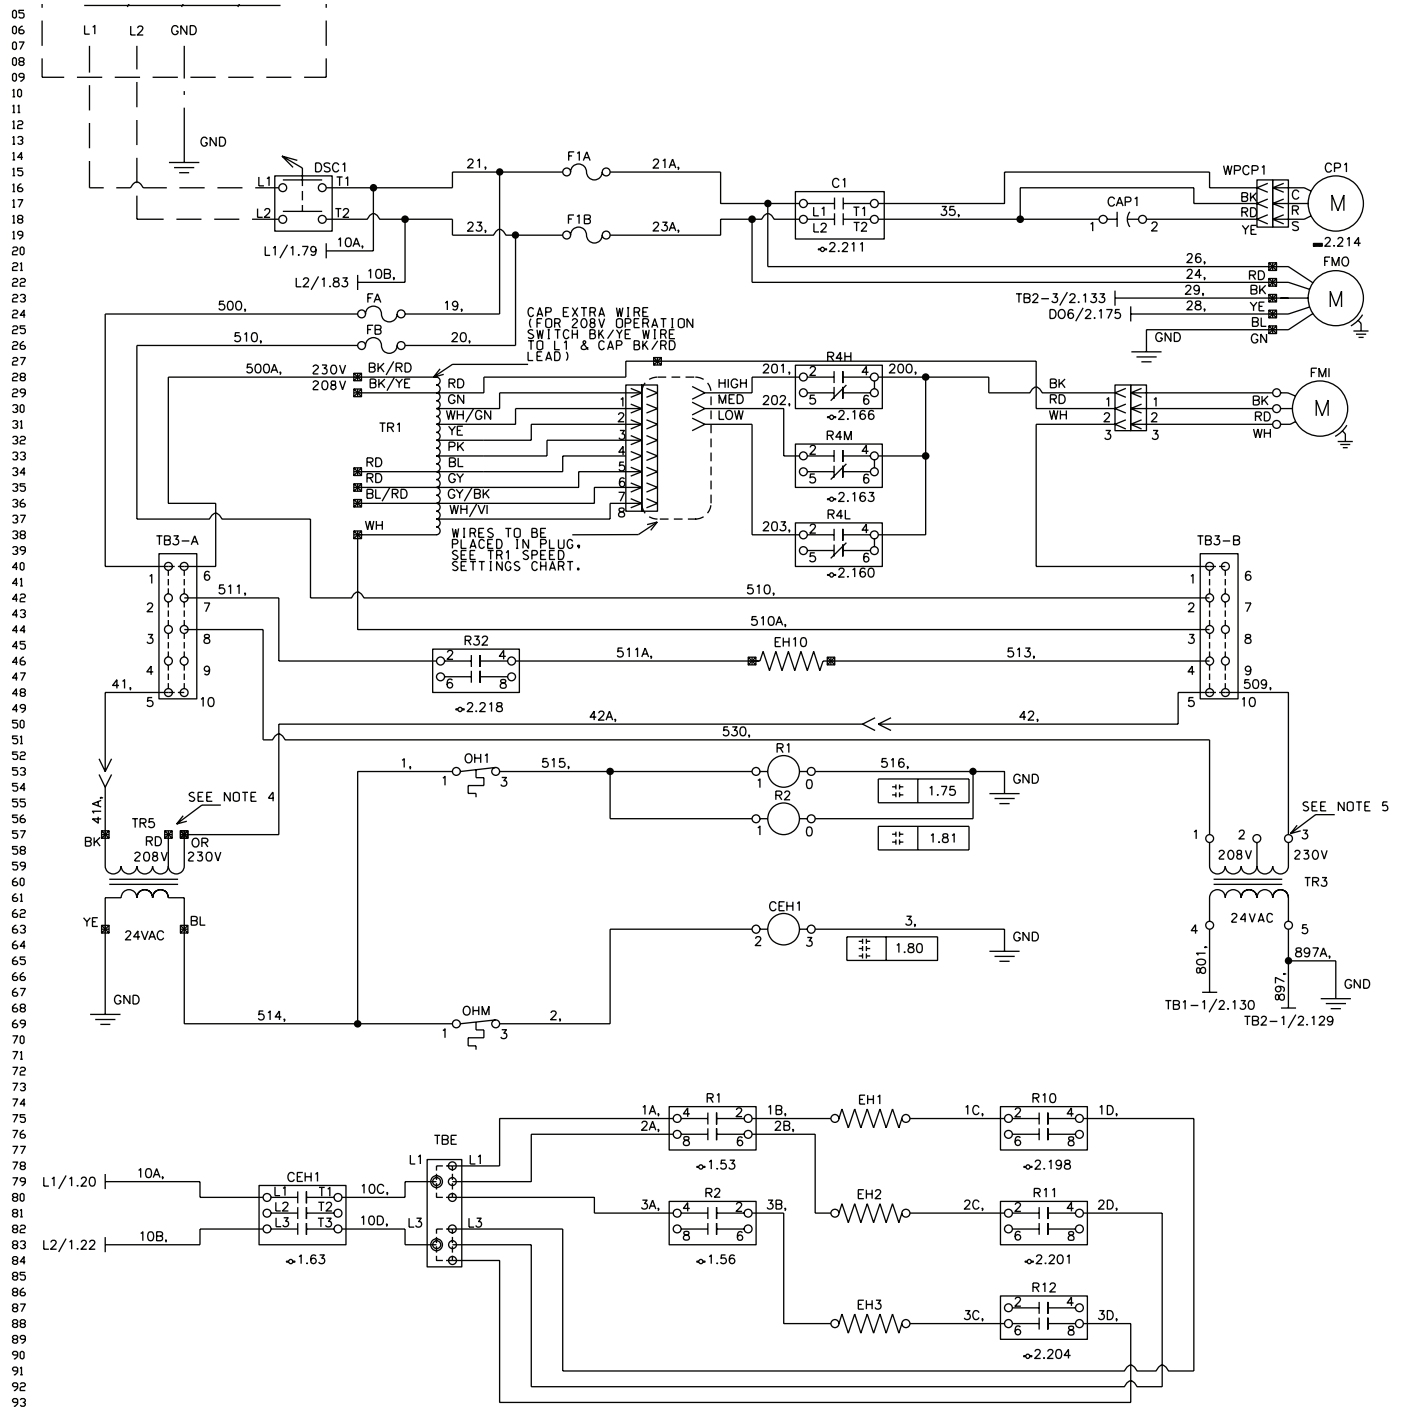 05
06 L1 L2 GND
07
08
09
10
11
12
13 GND
14
15 DSC1 21, F1A 21A, WPCP1 CP1
16 L1 T1 C1 BK C
17 L1 T1 35, CAP1 RD R M
18 L2 T2 F1B L2 T2 1 2 YE S
19 23, 23A,
20 L1/1.79 10A, 2.211 2.214
21 26, FMO
22 L2/1.83 10B, 24, RD
23 FA TB2-3/2.133 29, BK M
24 500, 19, CAP EXTRA WIRE DO6/2.175 28, YE
25 FB (FOR 208V OPERATION GND BL
26 510, 20, SWITCH BK/YE WIRE GN
TO L1 & CAP BK/RD
27 LEAD) R4H
28 500A, 230V BK/RD HIGH 201, 2 4 200, FMI
29 208V BK/YE RD MED 5 6 BK
30 GN 1 LOW 202, 2.166 RD 1 1 BK M
31 TR1 WH/GN 2 WH 2 2 RD
32 YE 3 R4M 3 3 WH
33 PK 4 2 4
34 RD BL 5 5 6
35 RD GY 6 2.163
36 BL/RD GY/BK 7
37 WH/VI 8 R4L
38 TB3-A WH WIRES TO BE 203, 2 4 TB3-B
39 PLACED IN PLUG, 5 6
SEE TR1 SPEED
40 SETTINGS CHART. 2.160
41 1 6 511, 1 6
42 510,
43 2 7 2 7
44 510A,
45 3 8 R32 EH10 3 8
46 2 4 511A, 513,
47 4 9 6 8 4 9
48 41, 509,
49 5 10 2.218 5 10
50 42A, 42,
51 530,
52 OH1 R1
53 1, 1 3 515, 1 0 516, GND
54 R2 1.75
55 41A, SEE NOTE 4 SEE NOTE 5
56 TR5 1 0
57 BK RD OR 1.81 1 2 3
58 208V 230V 208V 230V
59
60 TR3
61
62 YE BL CEH1 24VAC
63 24VAC 2 3 3, GND 4 5
64 1.80
65 801, 897A,
66
67 GND 897, GND
68 OHM TB1-1/2.130
69 514, 1 3 2, TB2-1/2.129
70
71
72
73
74 R1 EH1 R10
75 1A, 4 2 1B, 1C, 2 4 1D,
76 2A, 8 6 2B, 6 8
77 TBE
78 L1 L1 1.53 2.198
79 L1/1.20 10A, CEH1 10C, R2 EH2 R11
80 L1 T1 3A, 4 2 3B, 2C, 2 4 2D,
81 L2 T2 10D, 8 6 6 8
82 L3 T3 L3 L3
83 L2/1.22 10B,
84 1.63 1.56 2.201
85
86 R12
87 EH3 2 4
88 3C, 6 8 3D,
89
90 2.204
91
92
93